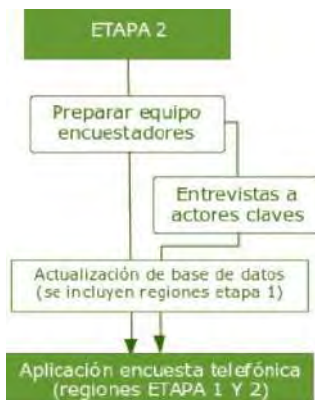 ETAPA 2
Preparar equipo
encuestadores
Entrevistas a
actores claves
Actualización de base de datos
(se incluyen regiones etapa 1)
Aplicación encuesta telefónica
(regiones ETAPA 1 Y 2)